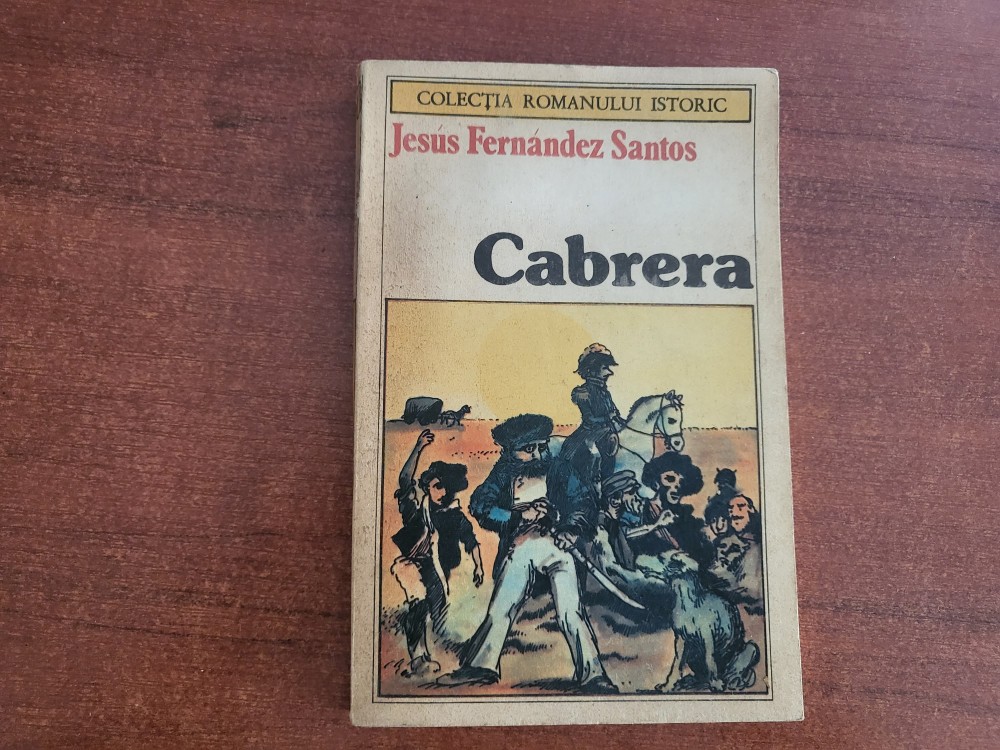 COLECȚIA ROMANULUI ISTORIC
Jesús Fernández Santos
Cabrera